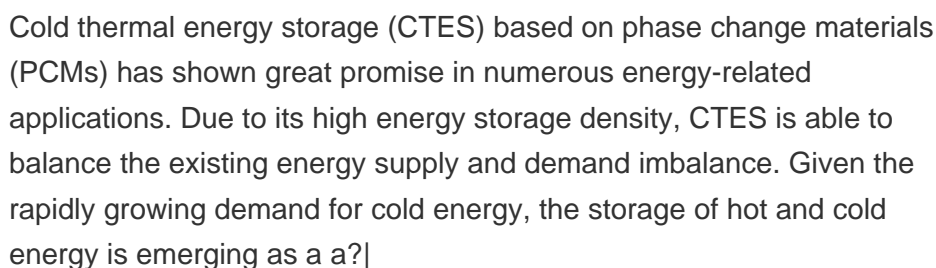 Cold thermal energy storage (CTES) based on phase change materials
(PCMs) has shown great promise in numerous energy-related
applications. Due to its high energy storage density, CTES is able to
balance the existing energy supply and demand imbalance. Given the
rapidly growing demand for cold energy, the storage of hot and cold
energy is emerging as a a?|